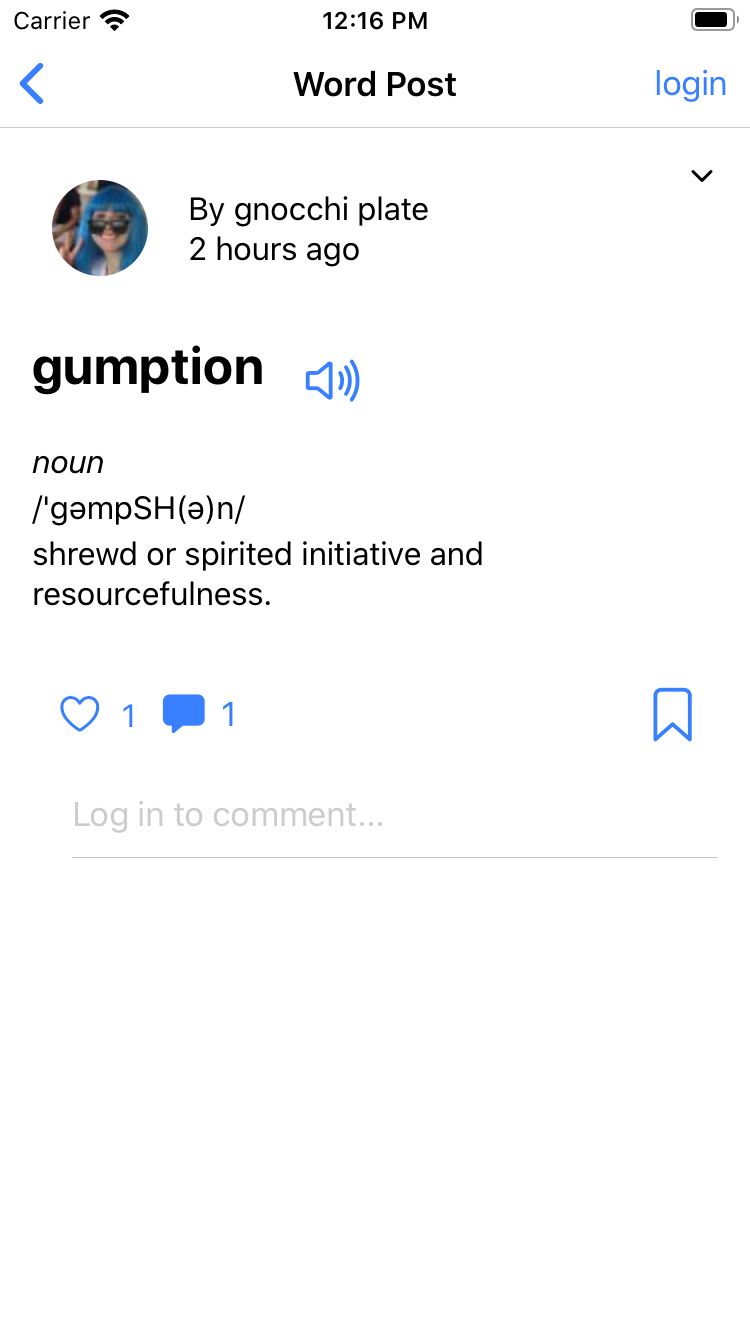 Carrier 12:16 PM
Word Post login
By gnocchi plate
2 hours ago
gumption
noun
/'gəmpSH(ə)n/
shrewd or spirited initiative and
resourcefulness.
1 1
Log in to comment...